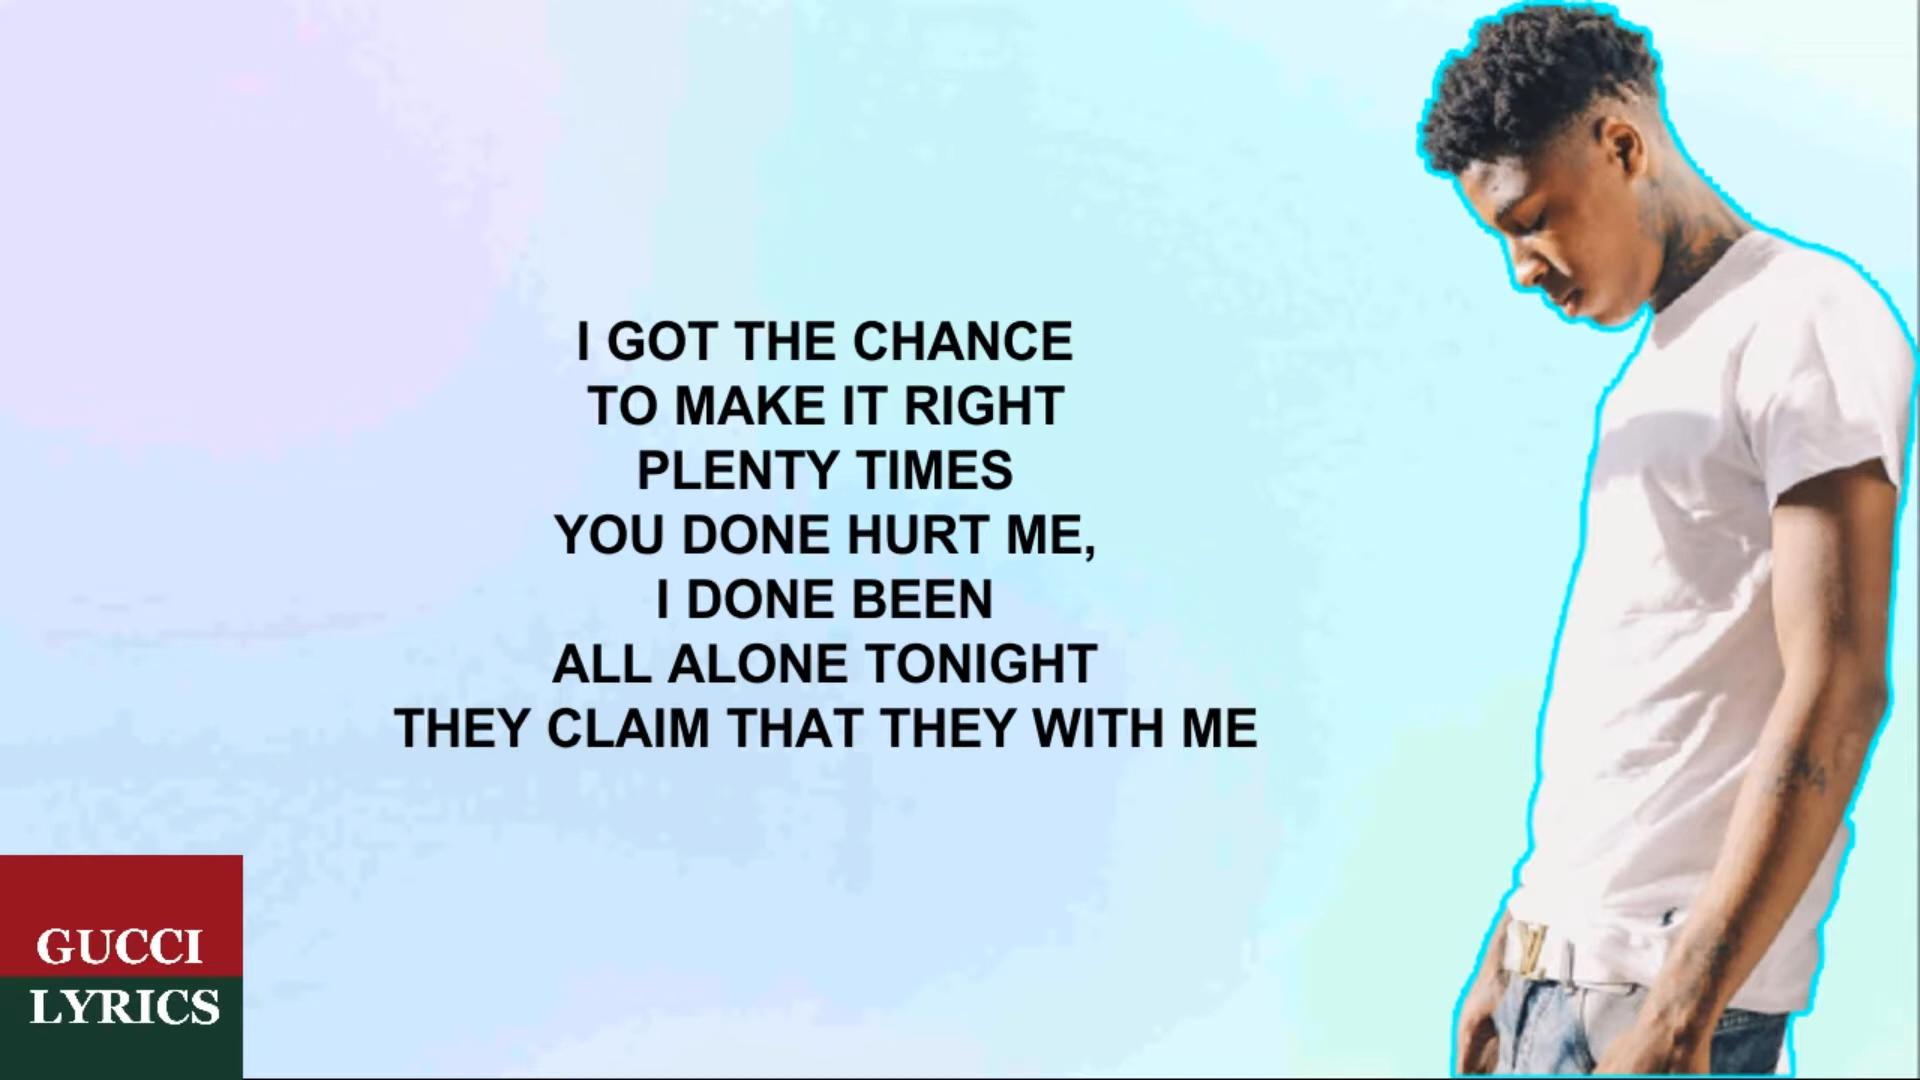 I GOT THE CHANCE
TO MAKE IT RIGHT
PLENTY TIMES
YOU DONE HURT ME,
I DONE BEEN
ALL ALONE TONIGHT
THEY CLAIM THAT THEY WITH ME
GUCCI
LYRICS